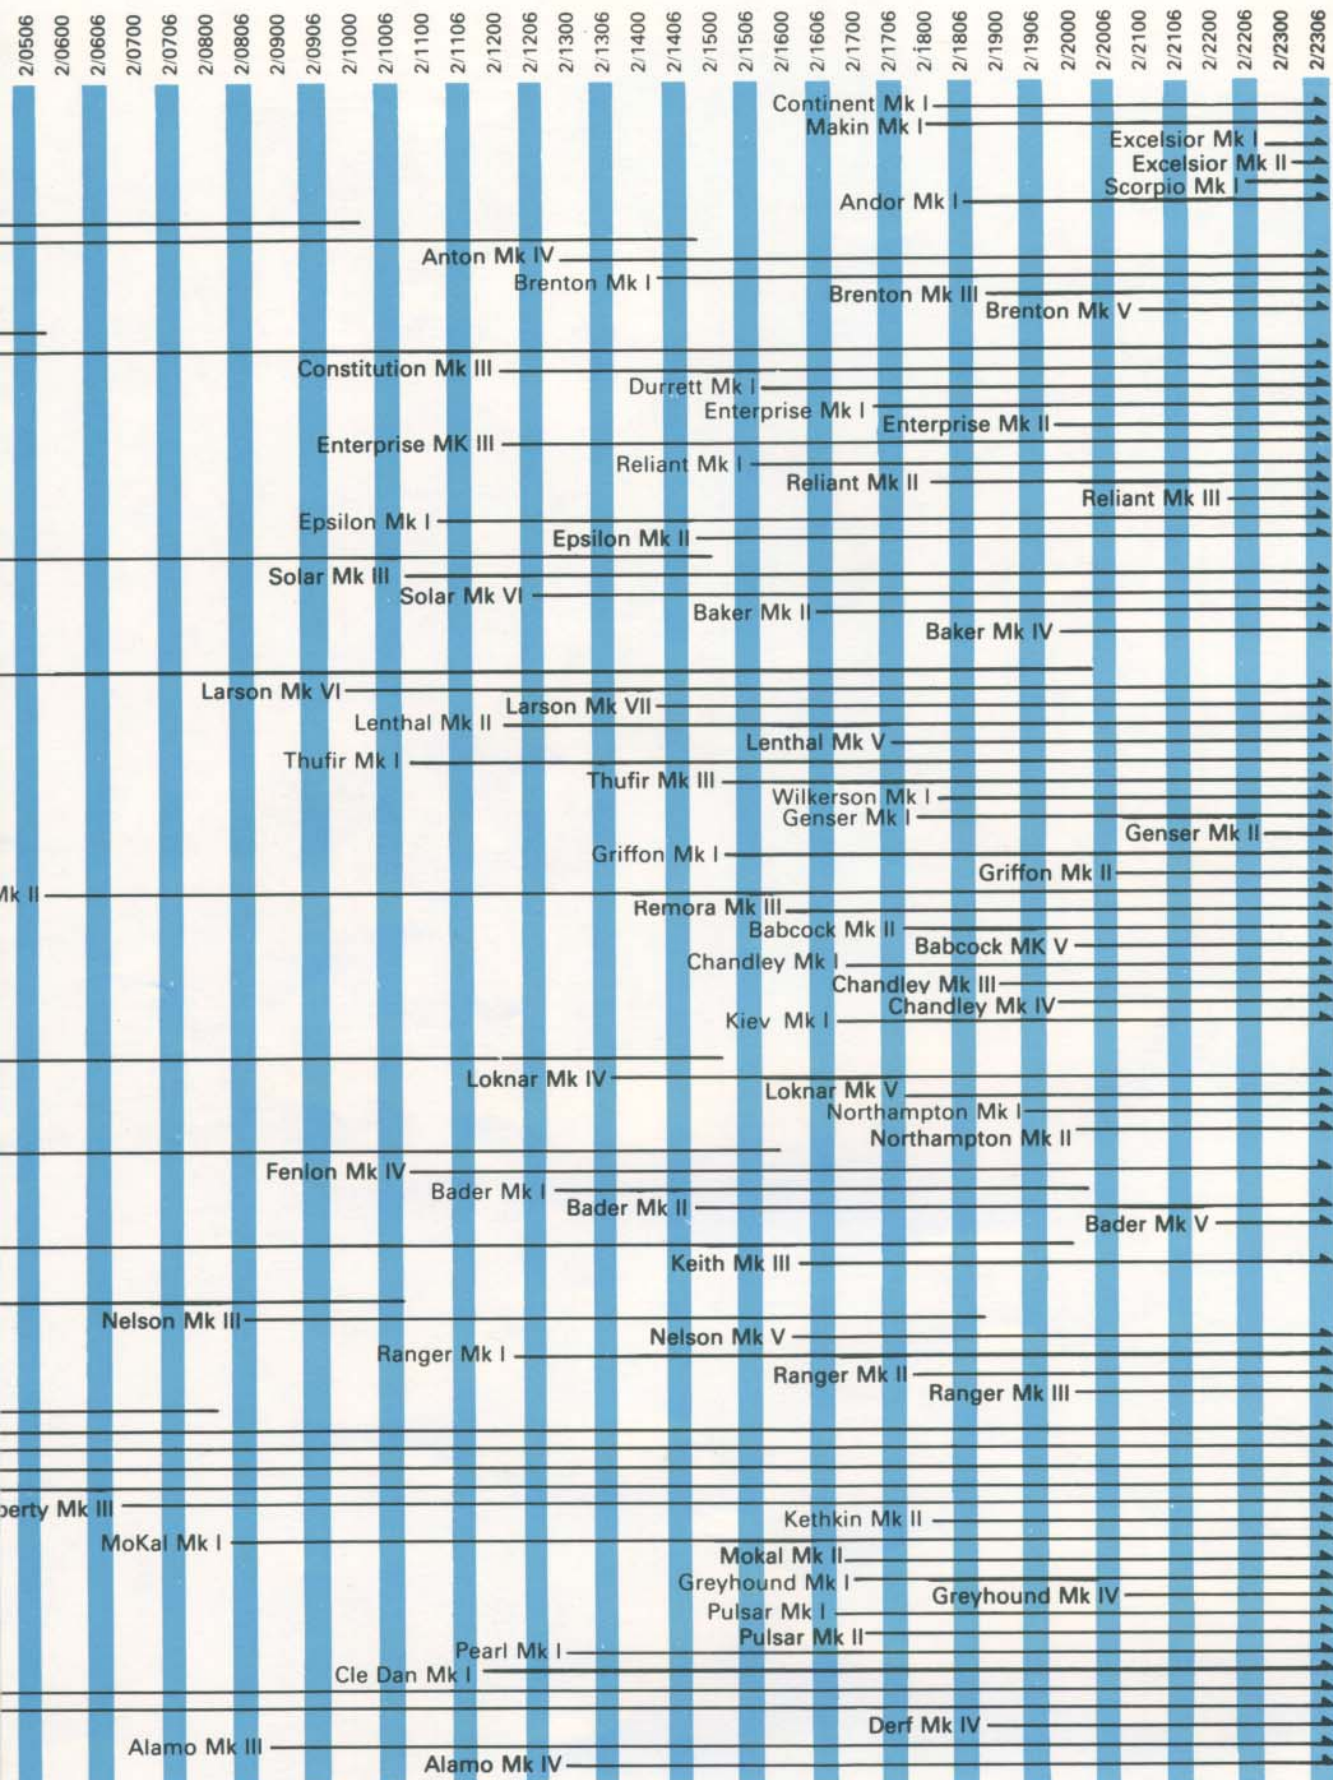 2/0506 2/0600 2/0606 2/0700 2/0706 2/0800 2/0806 2/0900 2/0906 2/1000 2/1006 2/1100 2/1106 2/1200 2/1206 2/1300 2/1306 2/1400 2/1406 2/1500 2/1506 2/1600 2/1606 2/1700 2/1706 2/1800 2/1806 2/1900 2/1906 2/2000 2/2006 2/2100 2/2106 2/2200 2/2206 2/2300 2/2306
Continent Mk I
Makin Mk I
Excelsior Mk I
Excelsior Mk II
Scorpio Mk I
Andor Mk I
Anton Mk IV
Brenton Mk I
Brenton Mk III
Brenton Mk V
Constitution Mk III
Durrett Mk I
Enterprise Mk I
Enterprise Mk II
Enterprise MK III
Reliant Mk I
Reliant Mk II
Reliant Mk III
Epsilon Mk I
Epsilon Mk II
Solar Mk III
Solar Mk VI
Baker Mk II
Baker Mk IV
Larson Mk VI
Larson Mk VII
Lenthal Mk II
Lenthal Mk V
Thufir Mk I
Thufir Mk III
Wilkerson Mk I
Genser Mk I
Genser Mk II
Griffon Mk I
Griffon Mk II
Mk II
Remora Mk III
Babcock Mk II
Babcock MK V
Chandley Mk I
Chandley Mk III
Chandley Mk IV
Kiev Mk I
Loknar Mk IV
Loknar Mk V
Northampton Mk I
Northampton Mk II
Fenlon Mk IV
Bader Mk I
Bader Mk II
Bader Mk V
Keith Mk III
Nelson Mk III
Nelson Mk V
Ranger Mk I
Ranger Mk II
Ranger Mk III
berty Mk III
Kethkin Mk II
MoKal Mk I
Mokal Mk II
Greyhound Mk I
Greyhound Mk IV
Pulsar Mk I
Pulsar Mk II
Pearl Mk I
Cle Dan Mk I
Derf Mk IV
Alamo Mk III
Alamo Mk IV